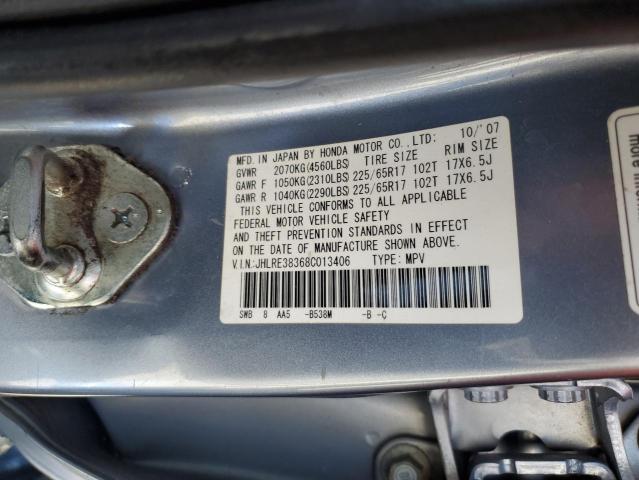 MFD. IN JAPAN BY HONDA MOTOR CO.,LTD: 10/'07
GVWR 2070KG(4560LBS) TIRE SIZE RIM SIZE
GAWR F 1050KG(2310LBS) 225/65R17 102T 17X6.5J
GAWR R 1040KG(2290LBS) 225/65R17 102T 17X6.5J
THIS VEHICLE CONFORMS TO ALL APPLICABLE
FEDERAL MOTOR VEHICLE SAFETY
AND THEFT PREVENTION STANDARDS IN EFFECT
ON THE DATE OF MANUFACTURE SHOWN ABOVE.
V.I.N.:JHLRE38368C013406 TYPE: MPV
SWB 8 AA5 -B538M -B -C
more